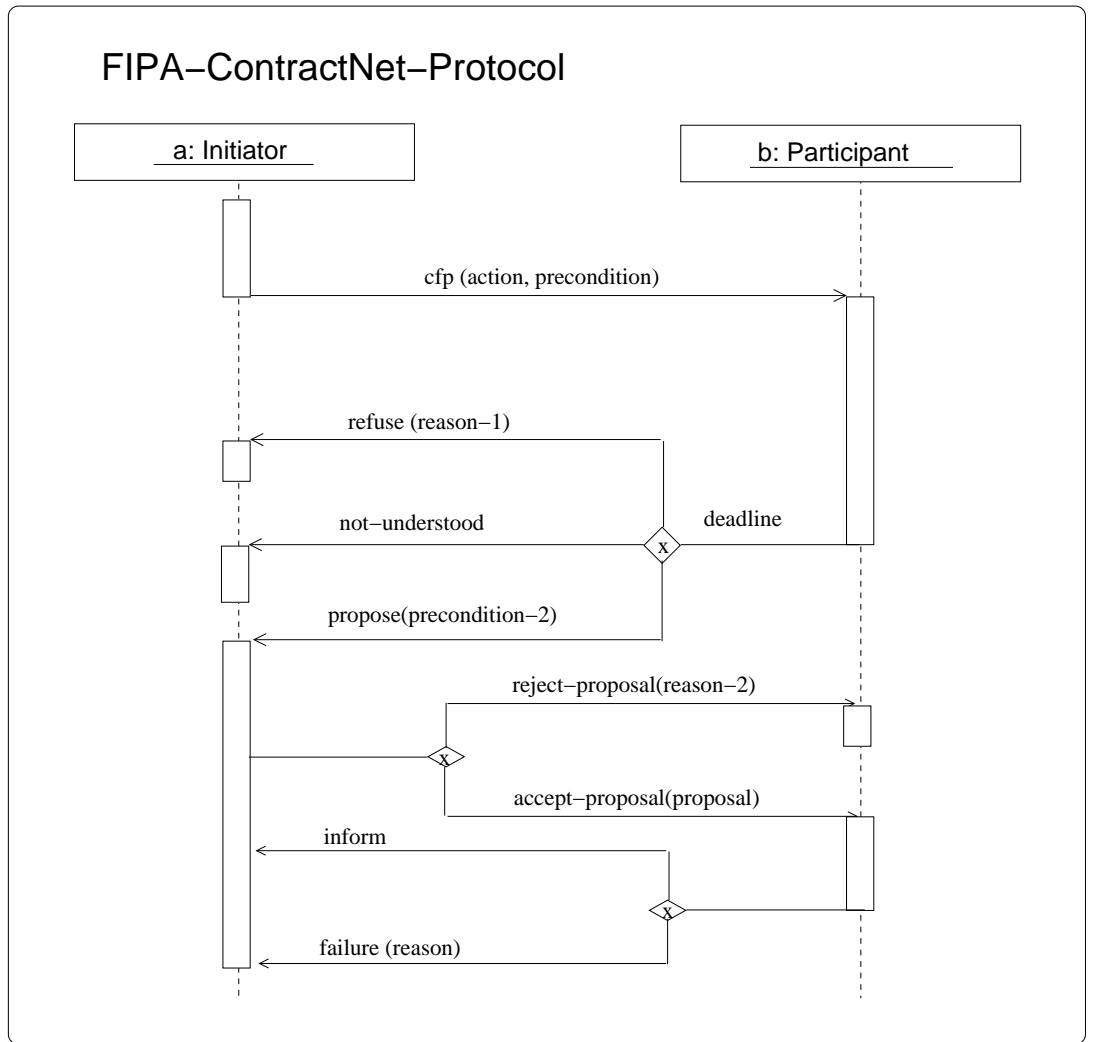 FIPA−ContractNet−Protocol
a: Initiator
b: Participant
cfp (action, precondition)
refuse (reason−1)
not−understood
deadline
x
propose(precondition−2)
reject−proposal(reason−2)
x
accept−proposal(proposal)
inform
x
failure (reason)